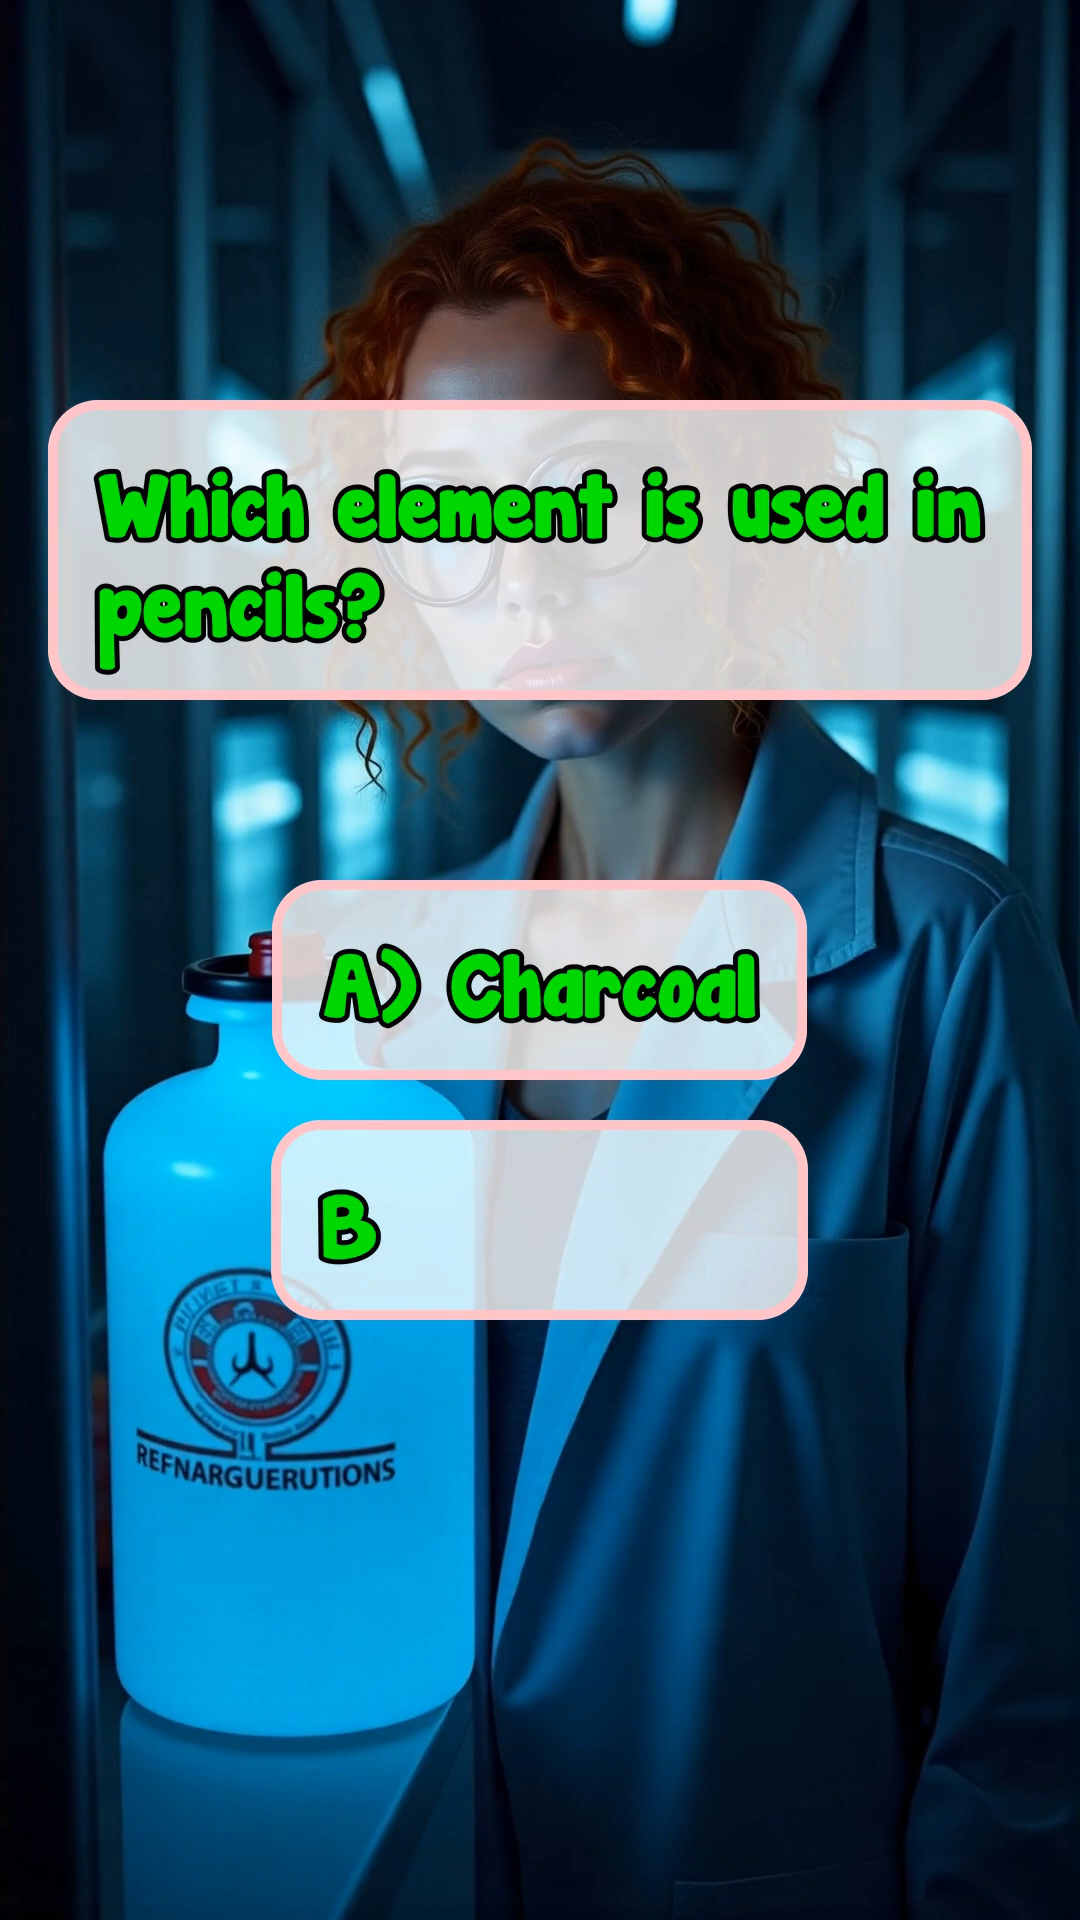 Which element is used in
pencils?
A) Charcoal
B
REFNARGUERUTIONS